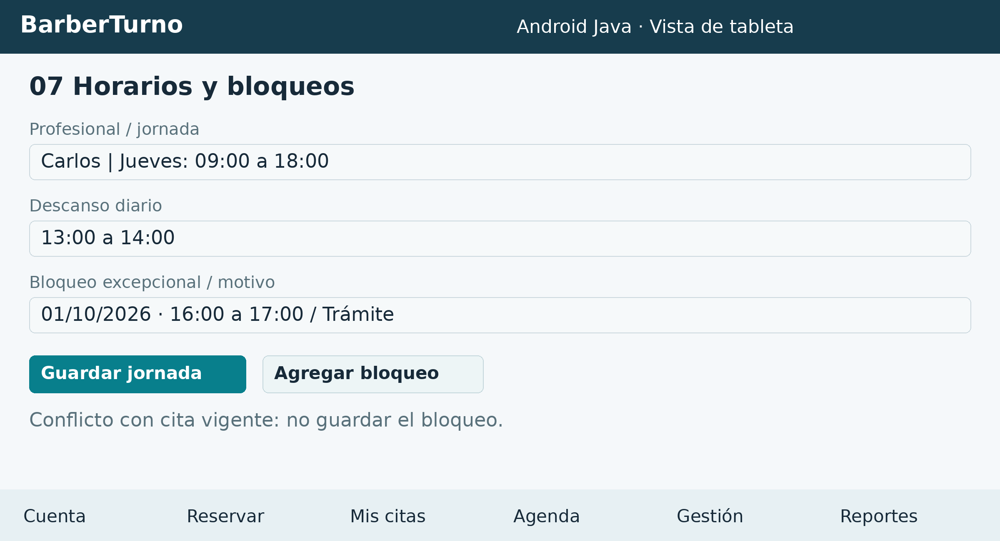 BarberTurno
Android Java · Vista de tableta
07 Horarios y bloqueos
Profesional / jornada
Carlos | Jueves: 09:00 a 18:00
Descanso diario
13:00 a 14:00
Bloqueo excepcional / motivo
01/10/2026 · 16:00 a 17:00 / Trámite
Guardar jornada
Agregar bloqueo
Conflicto con cita vigente: no guardar el bloqueo.
Cuenta
Reservar
Mis citas
Agenda
Gestión
Reportes